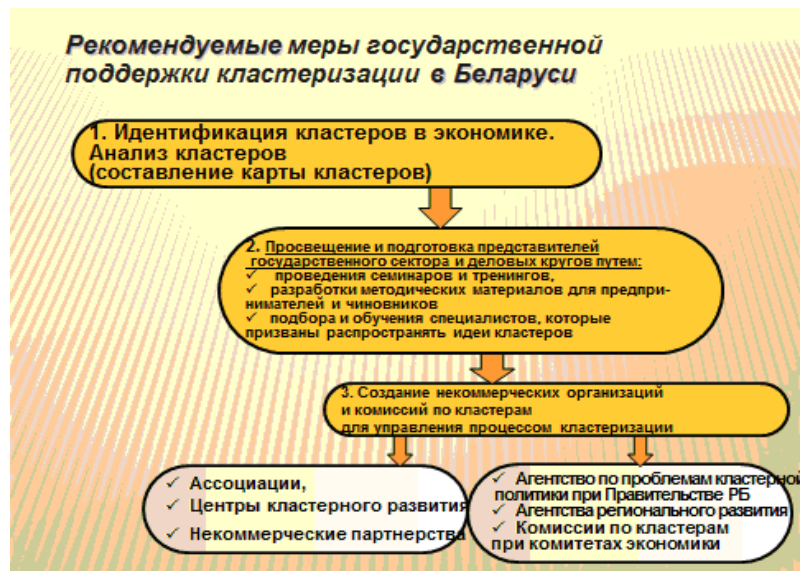 Рекомендуемые меры государственной
поддержки кластеризации в Беларуси
1. Идентификация кластеров в экономике.
Анализ кластеров
(составление карты кластеров)
2. Просвещение и подготовка представителей
государственного сектора и деловых кругов путем:
✓ проведения семинаров и тренингов,
✓ разработки методических материалов для предпри-
нимателей и чиновников
✓ подбора и обучения специалистов, которые
призваны распространять идеи кластеров
3. Создание некоммерческих организаций
и комиссий по кластерам
для управления процессом кластеризации
✓ Ассоциации,
✓ Центры кластерного развития
✓ Некоммерческие партнерства
✓ Агентство по проблемам кластерной
политики при Правительстве РБ
✓ Агентства регионального развития
✓ Комиссии по кластерам
при комитетах экономики